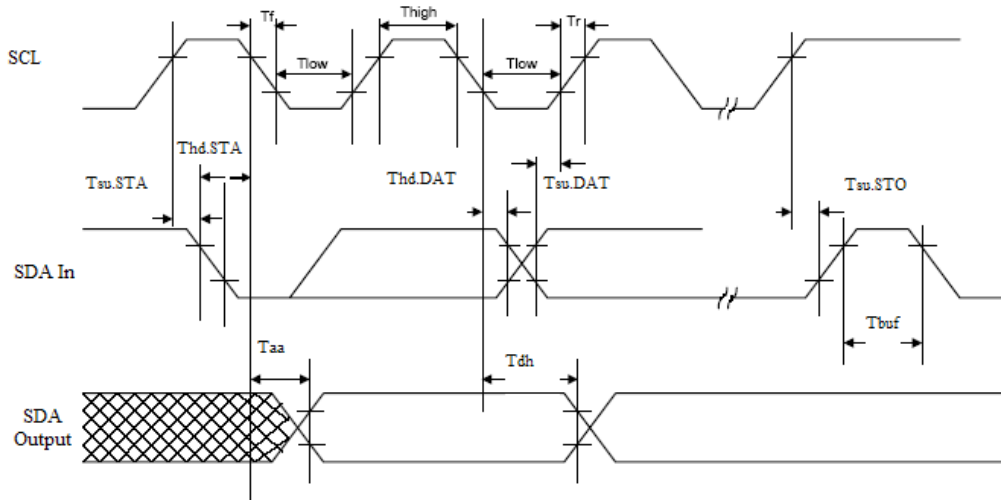 Tf
Thigh
Tr
SCL
Tlow
Tlow
Thd.STA
Tsu.STA
Thd.DAT
Tsu.DAT
Tsu.STO
SDA In
Tbuf
Taa
Tdh
SDA
Output